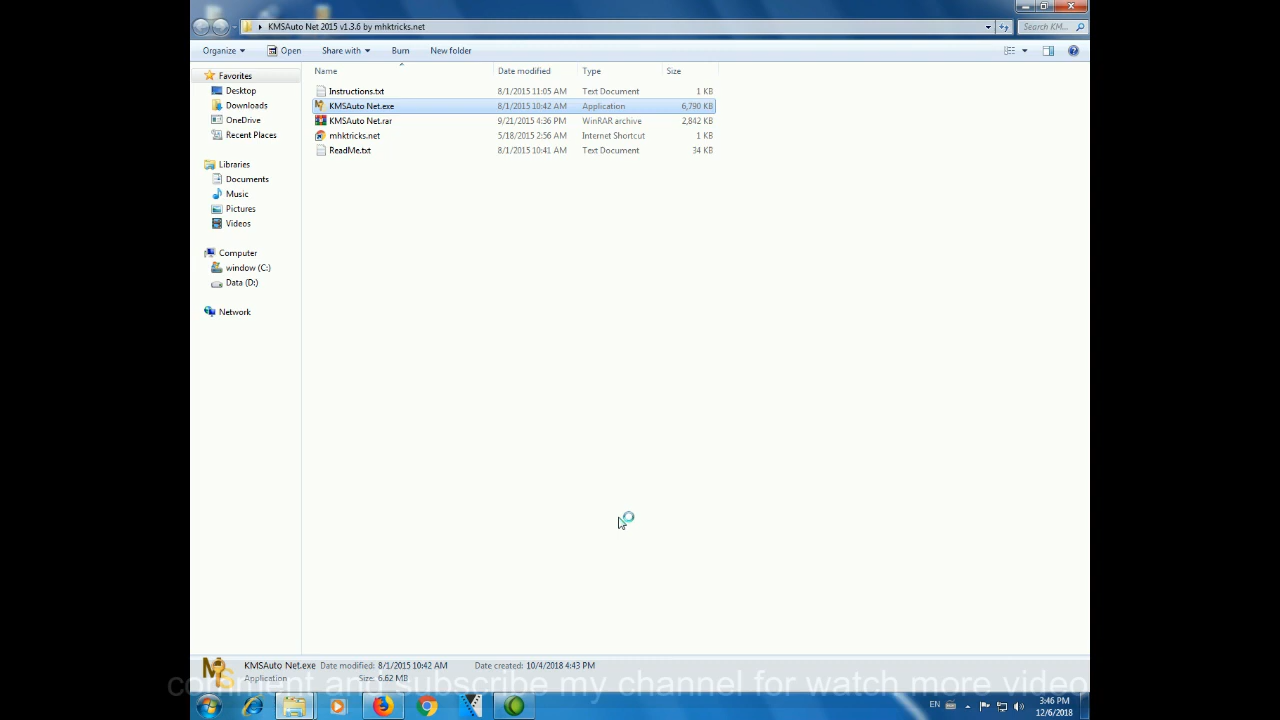 KMSAuto Net 2015 v1.3.6 by mhktricks.net
Search KM...
Organize Open Share with Burn New folder
Name Date modified Type Size
Favorites
Desktop
Downloads
OneDrive
Recent Places
Libraries
Documents
Music
Pictures
Videos
Computer
window (C:)
Data (D:)
Network
Instructions.txt 8/1/2015 11:05 AM Text Document 1 KB
KMSAuto Net.exe 8/1/2015 10:42 AM Application 6,790 KB
KMSAuto Net.rar 9/21/2015 4:36 PM WinRAR archive 2,842 KB
mhktricks.net 5/18/2015 2:56 AM Internet Shortcut 1 KB
ReadMe.txt 8/1/2015 10:41 AM Text Document 34 KB
KMSAuto Net.exe Date modified: 8/1/2015 10:42 AM Date created: 10/4/2018 4:43 PM
Application Size: 6.62 MB
comment and subscribe my channel for watch more video
EN 3:46 PM
12/6/2018